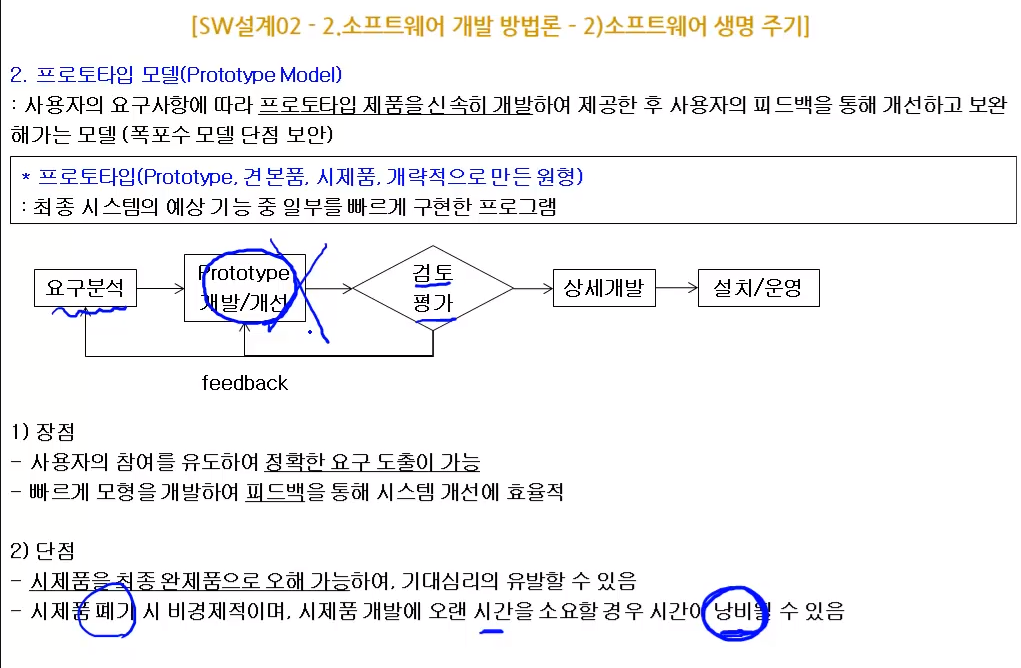 [SW설계02 - 2.소프트웨어 개발 방법론 - 2)소프트웨어 생명 주기]
2. 프로토타입 모델(Prototype Model)
: 사용자의 요구사항에 따라 프로토타입 제품을 신속히 개발하여 제공한 후 사용자의 피드백을 통해 개선하고 보완
해가는 모델 (폭포수 모델 단점 보안)
* 프로토타입(Prototype, 견본품, 시제품, 개략적으로 만든 원형)
: 최종 시스템의 예상 기능 중 일부를 빠르게 구현한 프로그램
요구분석
Prototype
개발/개선
검토
평가
상세개발
설치/운영
feedback
1) 장점
- 사용자의 참여를 유도하여 정확한 요구 도출이 가능
- 빠르게 모형을 개발하여 피드백을 통해 시스템 개선에 효율적
2) 단점
- 시제품을 최종 완제품으로 오해 가능하여, 기대심리의 유발할 수 있음
- 시제품 폐기 시 비경제적이며, 시제품 개발에 오랜 시간을 소요할 경우 시간이 낭비될 수 있음